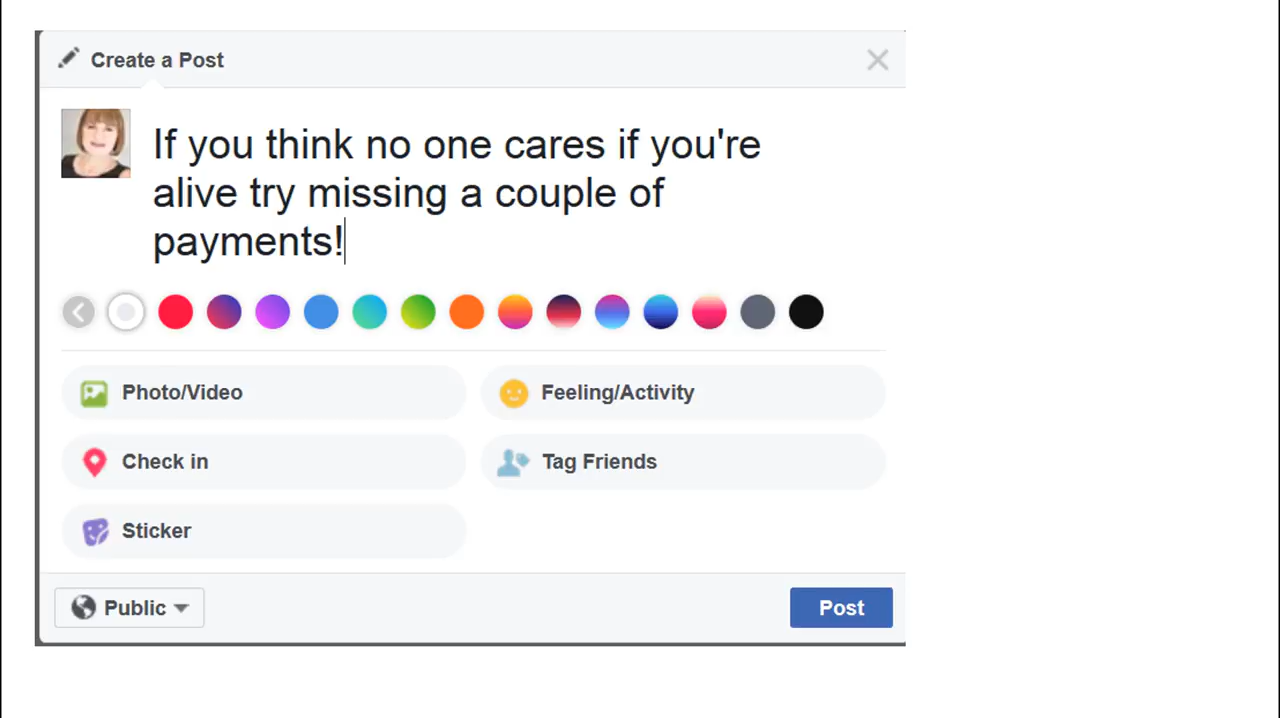 Create a Post
If you think no one cares if you're
alive try missing a couple of
payments!
Photo/Video
Feeling/Activity
Check in
Tag Friends
Sticker
Public
Post